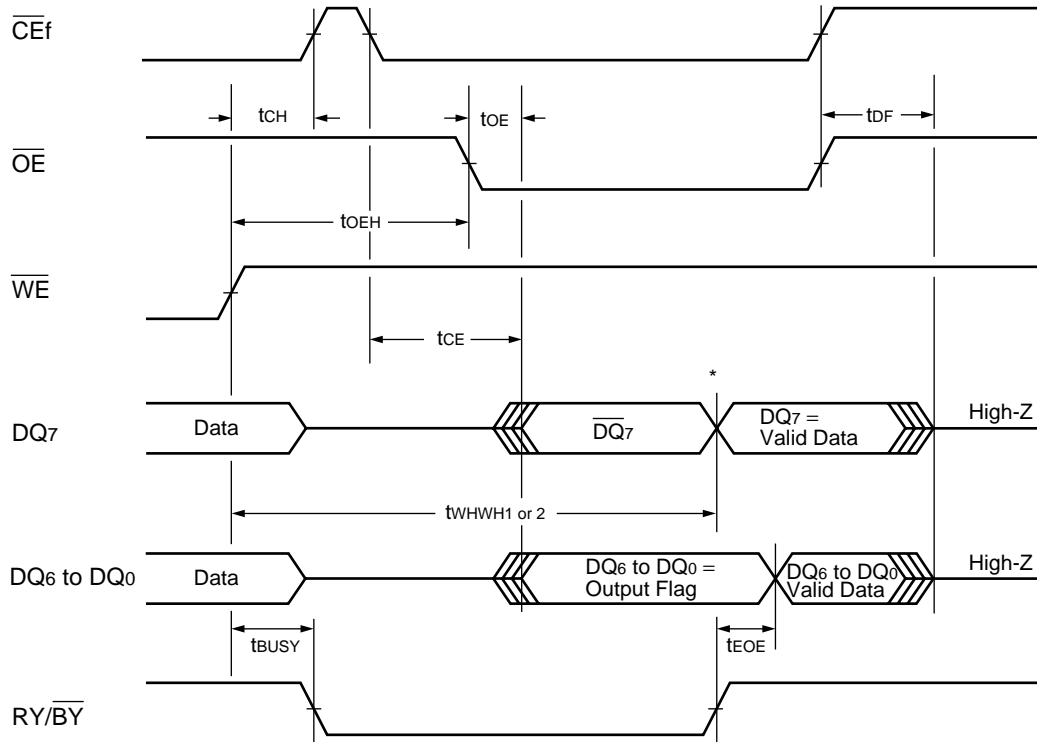 CEf
tCH
tOE
tDF
OE
tOEH
WE
tCE
*
DQ7
Data
DQ7
DQ7 =
Valid Data
High-Z
tWHWH1 or 2
DQ6 to DQ0
Data
DQ6 to DQ0 =
Output Flag
DQ6 to DQ0
Valid Data
High-Z
tBUSY
tEOE
RY/BY